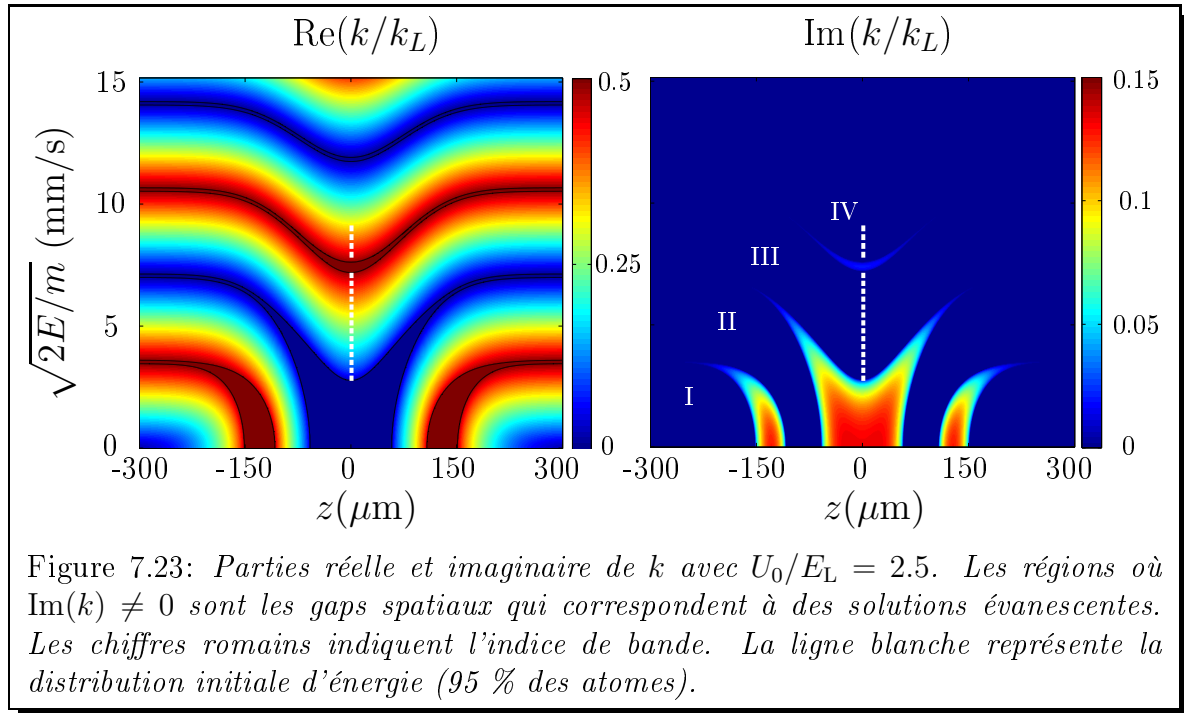 Re(k/k_L)
Im(k/k_L)
√2E/m (mm/s)
15
10
5
0
-300 -150 0 150 300
z(μm)
0.5
0.25
0
I
II
III
IV
-300 -150 0 150 300
z(μm)
0.15
0.1
0.05
0
Figure 7.23: Parties réelle et imaginaire de k avec U₀/E_L = 2.5. Les régions où
Im(k) ≠ 0 sont les gaps spatiaux qui correspondent à des solutions évanescentes.
Les chiffres romains indiquent l'indice de bande. La ligne blanche représente la
distribution initiale d'énergie (95 % des atomes).